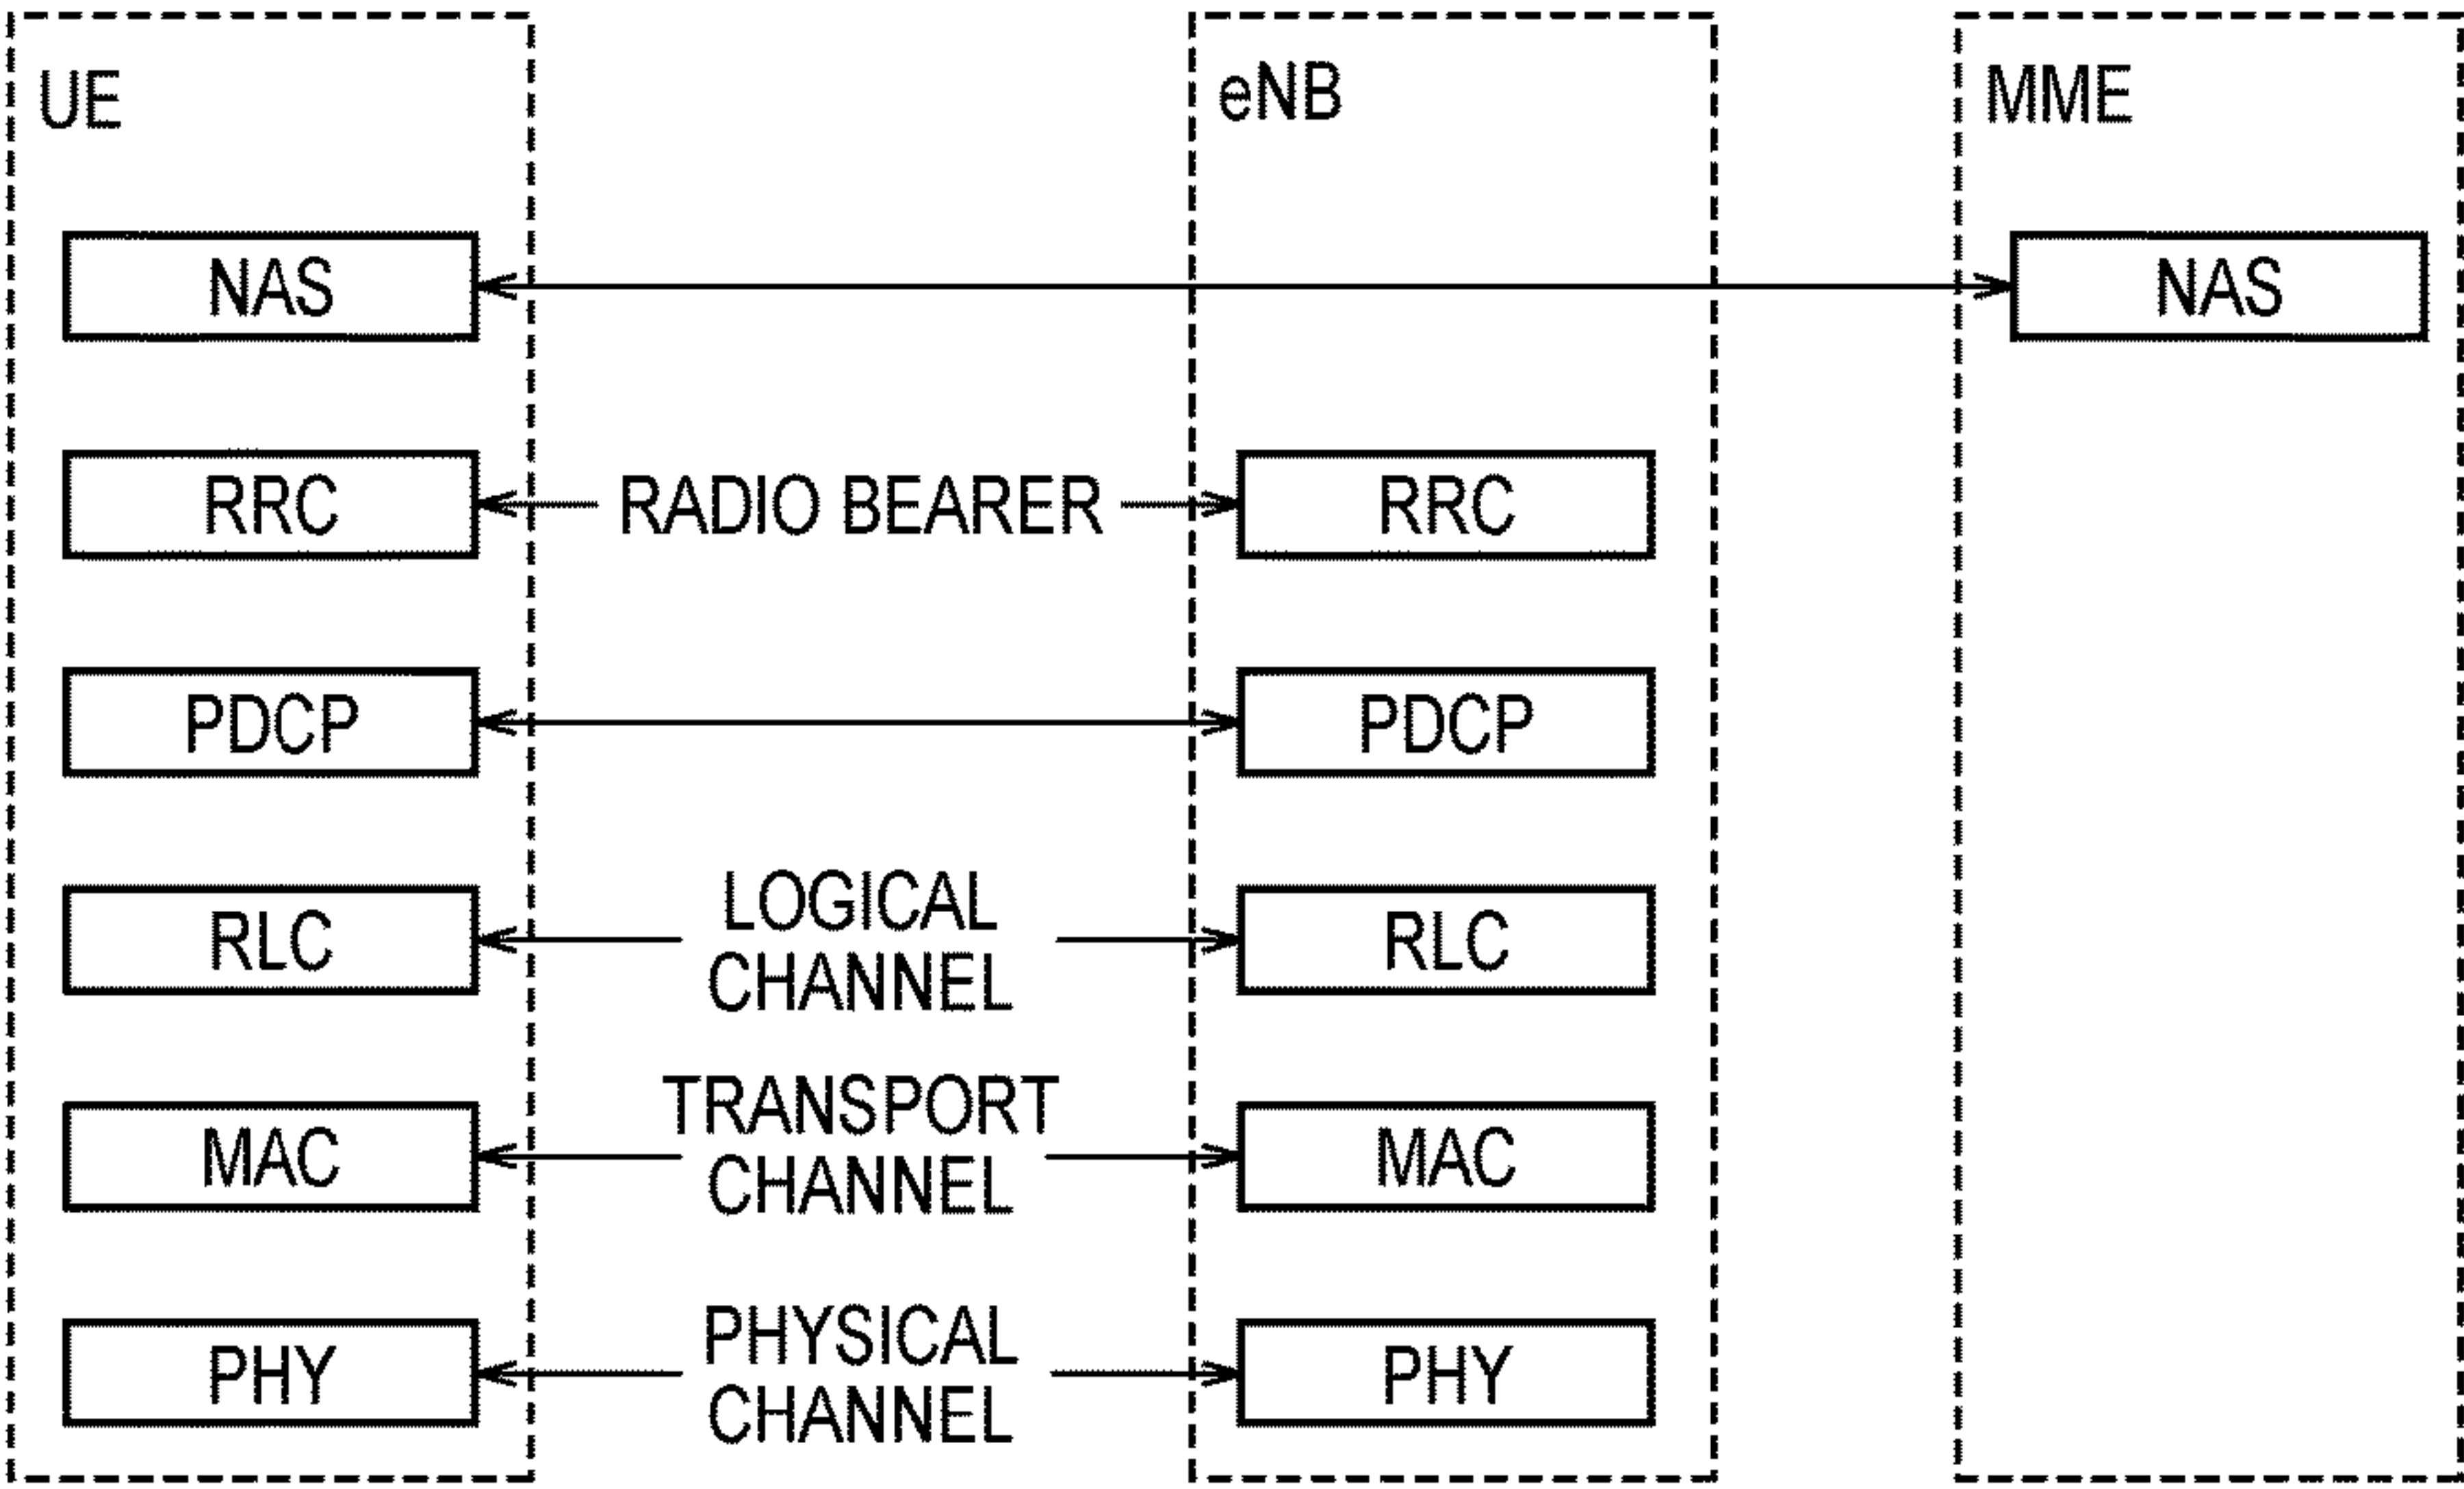 UE
eNB
MME
NAS
NAS
RRC
RADIO BEARER
RRC
PDCP
PDCP
RLC
LOGICAL
CHANNEL
RLC
MAC
TRANSPORT
CHANNEL
MAC
PHY
PHYSICAL
CHANNEL
PHY